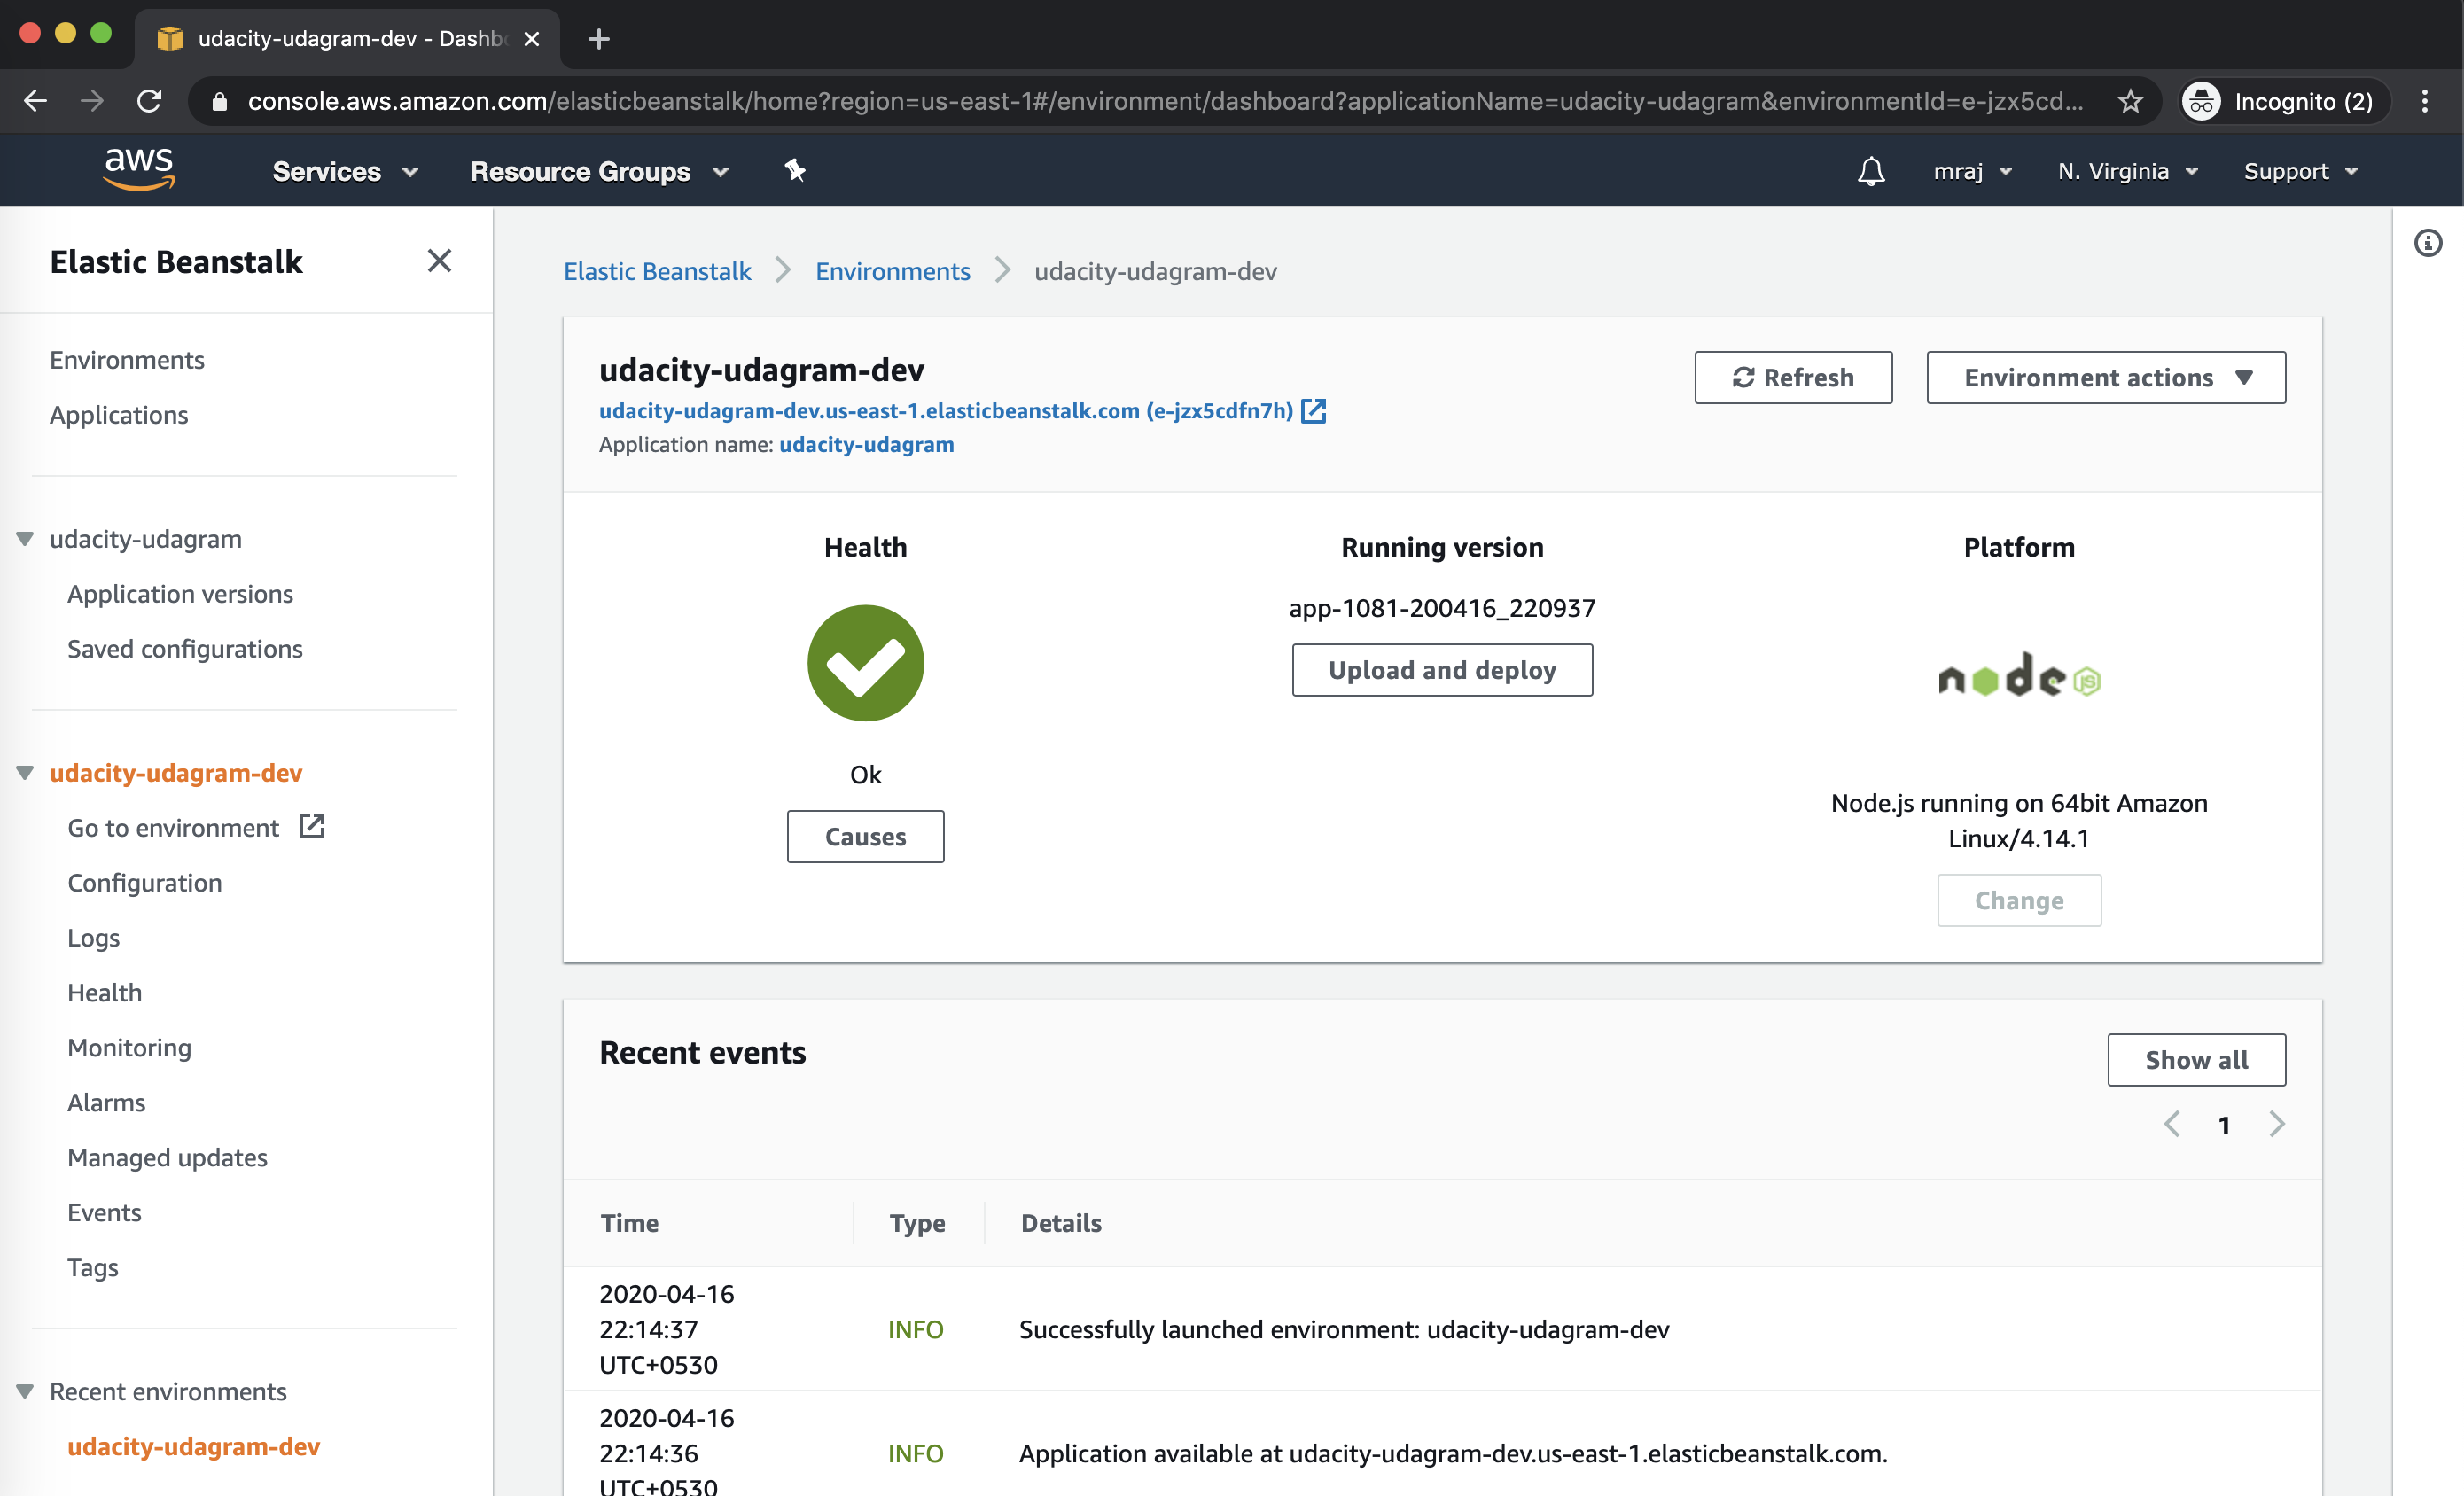 udacity-udagram-dev - Dashb
console.aws.amazon.com/elasticbeanstalk/home?region=us-east-1#/environment/dashboard?applicationName=udacity-udagram&environmentId=e-jzx5cd...
Incognito (2)
aws
Services
Resource Groups
mraj
N. Virginia
Support
Elastic Beanstalk
Environments
Applications
udacity-udagram
Application versions
Saved configurations
udacity-udagram-dev
Go to environment
Configuration
Logs
Health
Monitoring
Alarms
Managed updates
Events
Tags
Recent environments
udacity-udagram-dev
Elastic Beanstalk
Environments
udacity-udagram-dev
udacity-udagram-dev
udacity-udagram-dev.us-east-1.elasticbeanstalk.com (e-jzx5cdfn7h)
Application name: udacity-udagram
Refresh
Environment actions
Health
Ok
Causes
Running version
app-1081-200416_220937
Upload and deploy
Platform
node
JS
Node.js running on 64bit Amazon
Linux/4.14.1
Change
Recent events
Show all
1
Time
Type
Details
2020-04-16
22:14:37
UTC+0530
INFO
Successfully launched environment: udacity-udagram-dev
2020-04-16
22:14:36
UTC+0530
INFO
Application available at udacity-udagram-dev.us-east-1.elasticbeanstalk.com.